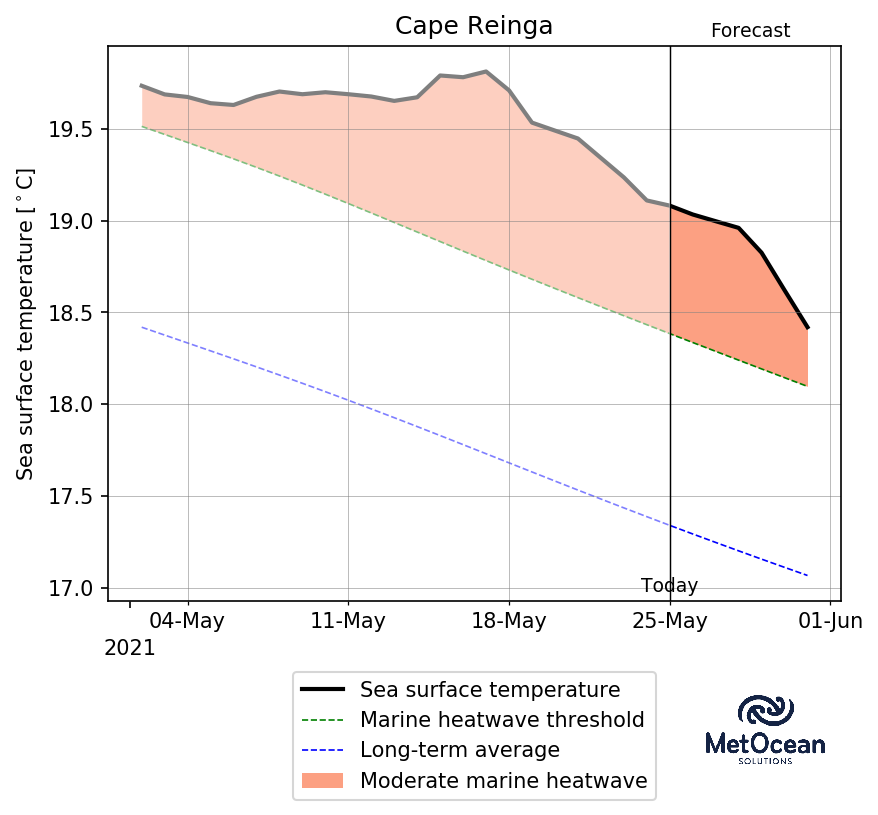 Cape Reinga
Forecast
Sea surface temperature [°C]
19.5
19.0
18.5
18.0
17.5
17.0
Today
04-May 11-May 18-May 25-May 01-Jun
2021
Sea surface temperature
Marine heatwave threshold
Long-term average
Moderate marine heatwave
MetOcean
SOLUTIONS